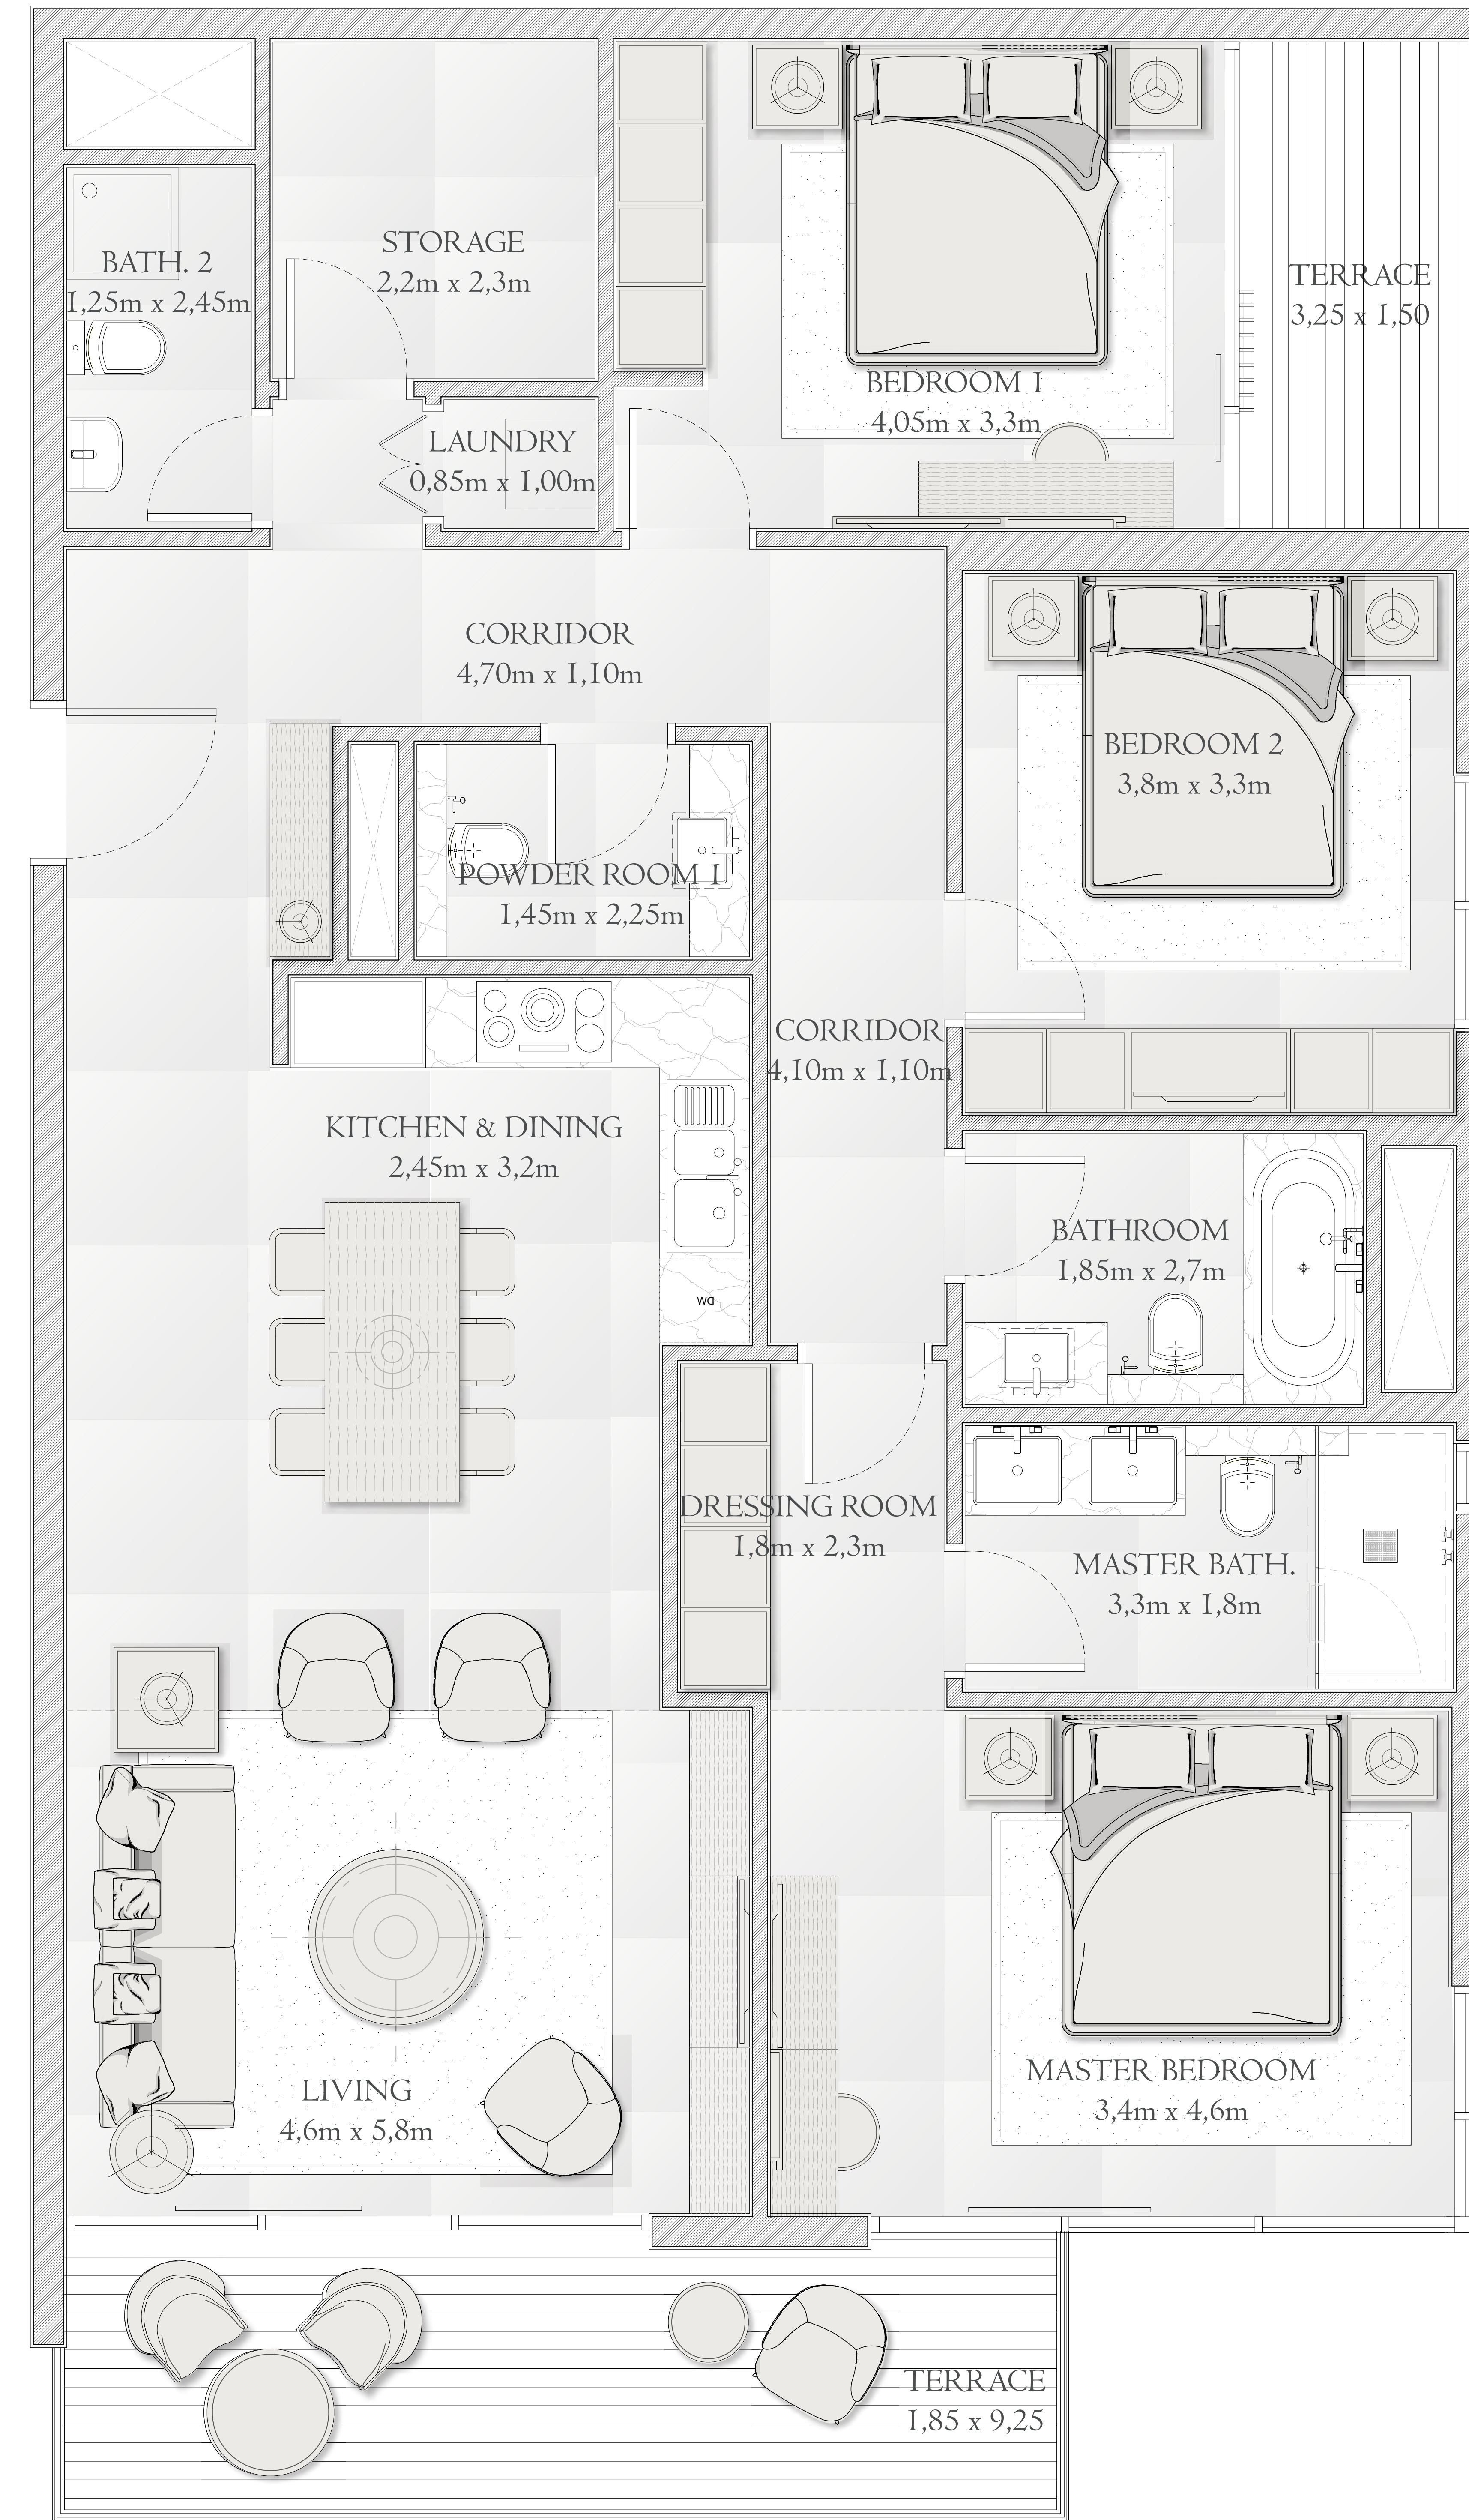 BATH. 2
1,25m x 2,45m
STORAGE
2,2m x 2,3m
TERRACE
3,25 x 1,50
BEDROOM 1
4,05m x 3,3m
LAUNDRY
0,85m x 1,00m
CORRIDOR
4,70m x 1,10m
BEDROOM 2
3,8m x 3,3m
POWDER ROOM 1
1,45m x 2,25m
CORRIDOR
4,10m x 1,10m
KITCHEN & DINING
2,45m x 3,2m
BATHROOM
1,85m x 2,7m
DW
DRESSING ROOM
1,8m x 2,3m
MASTER BATH.
3,3m x 1,8m
MASTER BEDROOM
3,4m x 4,6m
LIVING
4,6m x 5,8m
TERRACE
1,85 x 9,25